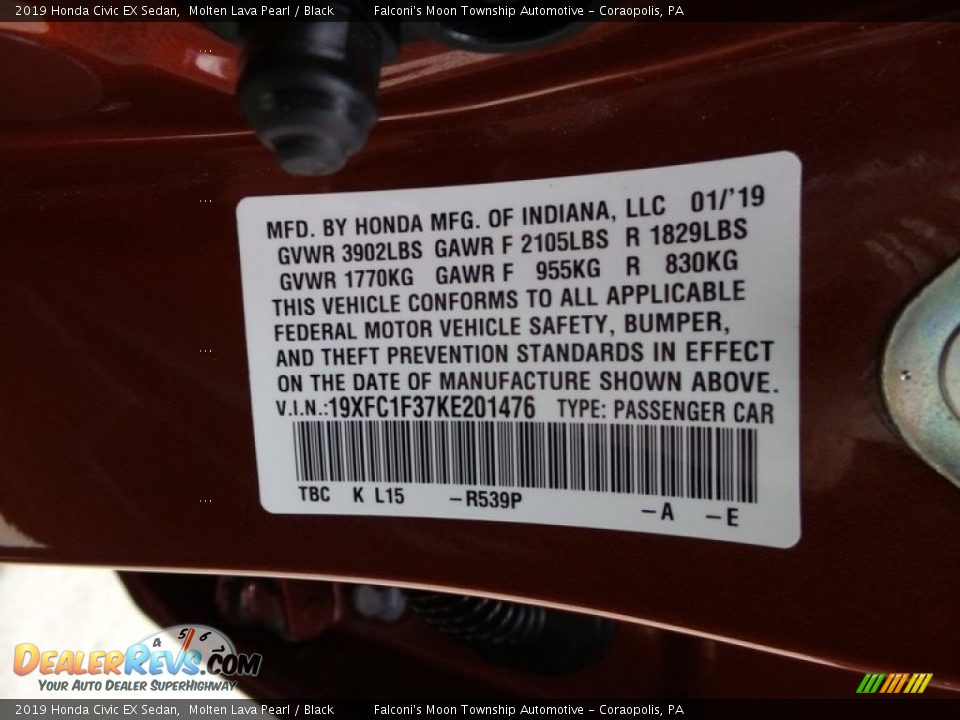 2019 Honda Civic EX Sedan,  Molten Lava Pearl / Black    Falconi's Moon Township Automotive - Coraopolis, PA
MFD. BY HONDA MFG. OF INDIANA, LLC 01/'19
GVWR 3902LBS GAWR F 2105LBS R 1829LBS
GVWR 1770KG GAWR F 955KG R 830KG
THIS VEHICLE CONFORMS TO ALL APPLICABLE
FEDERAL MOTOR VEHICLE SAFETY, BUMPER,
AND THEFT PREVENTION STANDARDS IN EFFECT
ON THE DATE OF MANUFACTURE SHOWN ABOVE.
V.I.N.:19XFC1F37KE201476 TYPE: PASSENGER CAR
TBC K L15 -R539P -A -E
4 5 6
DEALERREVS.COM
YOUR AUTO DEALER SUPERHIGHWAY
2019 Honda Civic EX Sedan,  Molten Lava Pearl / Black    Falconi's Moon Township Automotive - Coraopolis, PA